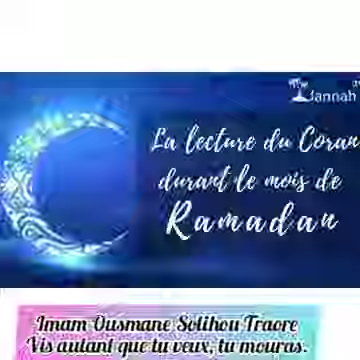 Jannah
La lecture du Coran
durant le mois de
Ramadan
Imam Ousmane Solihou Traore
Vis autant que tu veux, tu mouras.